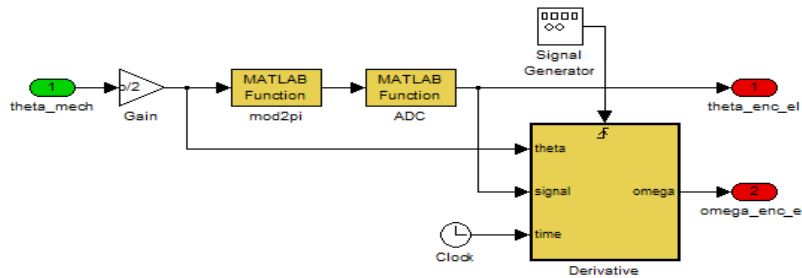 Signal
Generator
1
theta_mech
Gain
MATLAB
Function
mod2pi
MATLAB
Function
ADC
1
theta_enc_el
theta
signal
time
omega
Derivative
Clock
2
omega_enc_e